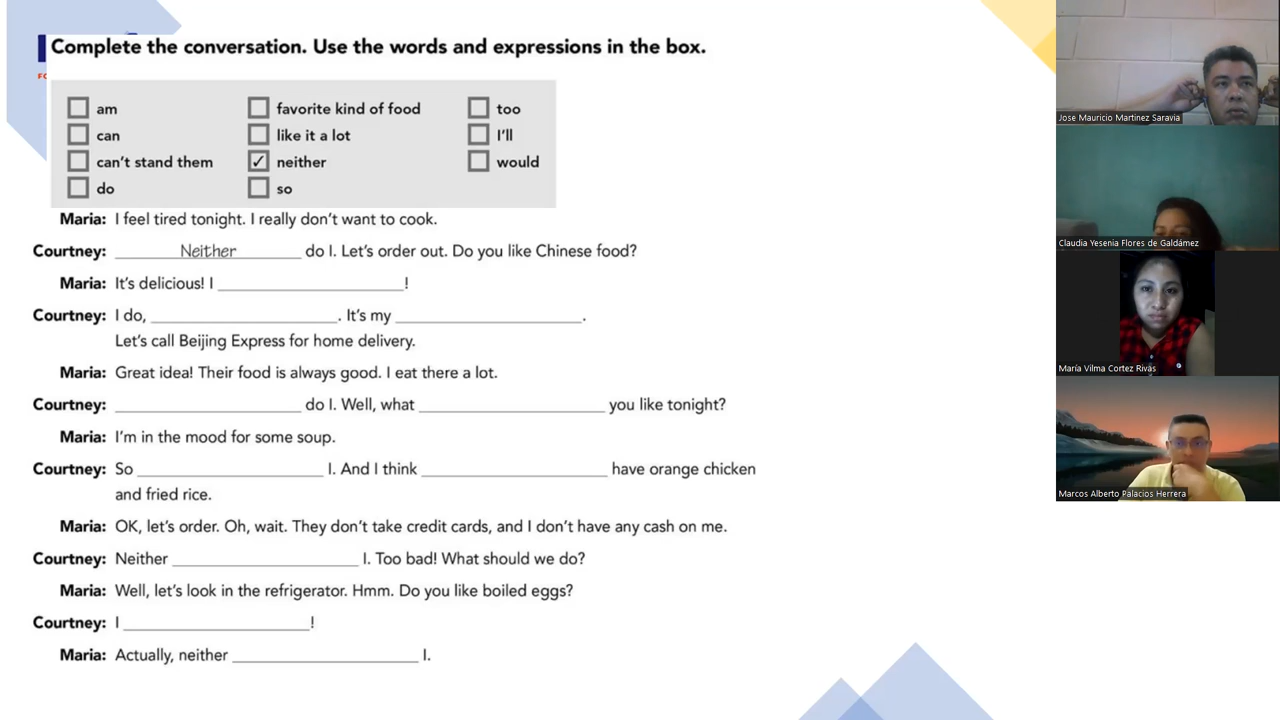 Complete the conversation. Use the words and expressions in the box.
am
can
can't stand them
do
favorite kind of food
like it a lot
✓ neither
so
too
I'll
would
Maria: I feel tired tonight. I really don't want to cook.
Courtney: Neither do I. Let's order out. Do you like Chinese food?
Maria: It's delicious! I !
Courtney: I do, . It's my .
Let's call Beijing Express for home delivery.
Maria: Great idea! Their food is always good. I eat there a lot.
Courtney: do I. Well, what you like tonight?
Maria: I'm in the mood for some soup.
Courtney: So I. And I think have orange chicken
and fried rice.
Maria: OK, let's order. Oh, wait. They don't take credit cards, and I don't have any cash on me.
Courtney: Neither I. Too bad! What should we do?
Maria: Well, let's look in the refrigerator. Hmm. Do you like boiled eggs?
Courtney: I !
Maria: Actually, neither I.
Jose Mauricio Martinez Saravia
Claudia Yesenia Flores de Galdámez
María Vilma Cortez Rivas
Marcos Alberto Palacios Herrera